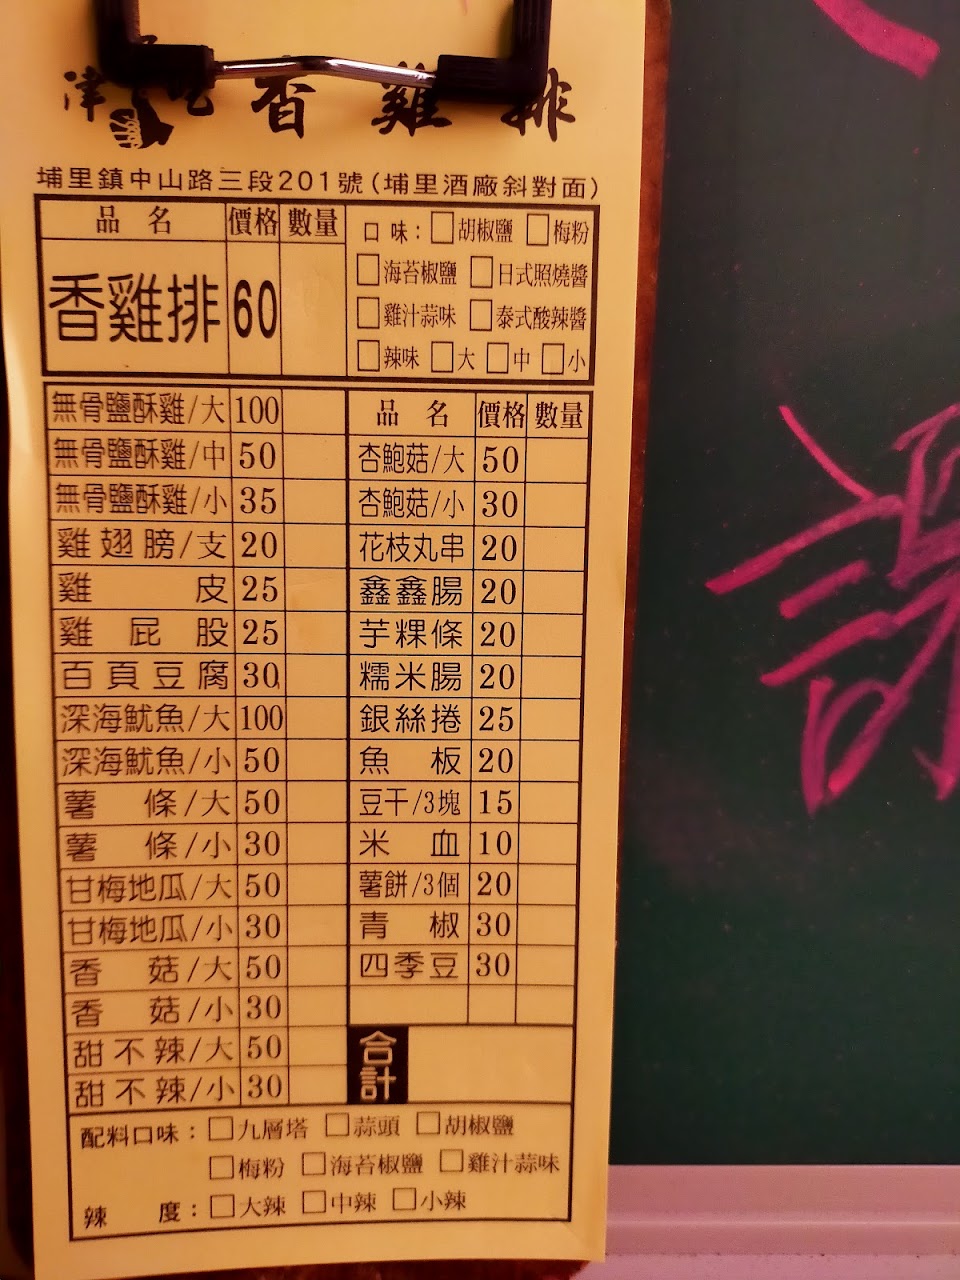 津 吃 香雞排
埔里鎮中山路三段201號(埔里酒廠斜對面)
品名 價格 數量
香雞排 60
口味：□胡椒鹽 □梅粉
□海苔椒鹽 □日式照燒醬
□雞汁蒜味 □泰式酸辣醬
□辣味 □大 □中 □小
無骨鹽酥雞/大 100
無骨鹽酥雞/中 50
無骨鹽酥雞/小 35
雞翅膀/支 20
雞皮 25
雞屁股 25
百頁豆腐 30
深海魷魚/大 100
深海魷魚/小 50
薯條/大 50
薯條/小 30
甘梅地瓜/大 50
甘梅地瓜/小 30
香菇/大 50
香菇/小 30
甜不辣/大 50
甜不辣/小 30
品名 價格 數量
杏鮑菇/大 50
杏鮑菇/小 30
花枝丸串 20
鑫鑫腸 20
芋粿條 20
糯米腸 20
銀絲捲 25
魚板 20
豆干/3塊 15
米血 10
薯餅/3個 20
青椒 30
四季豆 30
合計
配料口味：□九層塔 □蒜頭 □胡椒鹽
□梅粉 □海苔椒鹽 □雞汁蒜味
辣度：□大辣 □中辣 □小辣